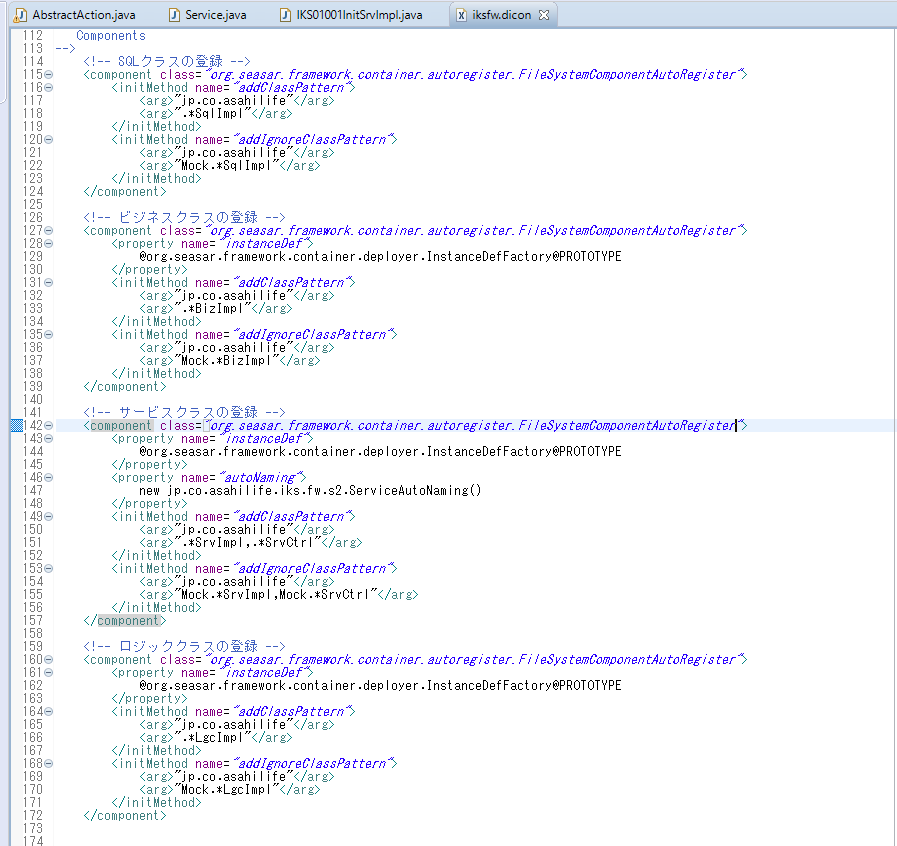 AbstractAction.java Service.java IKS01001InitSrvImpl.java iksfw.dicon
112 Components
113 -->
114 <!-- SQLクラスの登録 -->
115 <component class="org.seasar.framework.container.autoregister.FileSystemComponentAutoRegister">
116 <initMethod name="addClassPattern">
117 <arg>"jp.co.asahilife"</arg>
118 <arg>".*SqlImpl"</arg>
119 </initMethod>
120 <initMethod name="addIgnoreClassPattern">
121 <arg>"jp.co.asahilife"</arg>
122 <arg>"Mock.*SqlImpl"</arg>
123 </initMethod>
124 </component>
125
126 <!-- ビジネスクラスの登録 -->
127 <component class="org.seasar.framework.container.autoregister.FileSystemComponentAutoRegister">
128 <property name="instanceDef">
129 @org.seasar.framework.container.deployer.InstanceDefFactory@PROTOTYPE
130 </property>
131 <initMethod name="addClassPattern">
132 <arg>"jp.co.asahilife"</arg>
133 <arg>".*BizImpl"</arg>
134 </initMethod>
135 <initMethod name="addIgnoreClassPattern">
136 <arg>"jp.co.asahilife"</arg>
137 <arg>"Mock.*BizImpl"</arg>
138 </initMethod>
139 </component>
140
141 <!-- サービスクラスの登録 -->
142 <component class="org.seasar.framework.container.autoregister.FileSystemComponentAutoRegister">
143 <property name="instanceDef">
144 @org.seasar.framework.container.deployer.InstanceDefFactory@PROTOTYPE
145 </property>
146 <property name="autoNaming">
147 new jp.co.asahilife.iks.fw.s2.ServiceAutoNaming()
148 </property>
149 <initMethod name="addClassPattern">
150 <arg>"jp.co.asahilife"</arg>
151 <arg>".*SrvImpl,.*SrvCtrl"</arg>
152 </initMethod>
153 <initMethod name="addIgnoreClassPattern">
154 <arg>"jp.co.asahilife"</arg>
155 <arg>"Mock.*SrvImpl,Mock.*SrvCtrl"</arg>
156 </initMethod>
157 </component>
158
159 <!-- ロジッククラスの登録 -->
160 <component class="org.seasar.framework.container.autoregister.FileSystemComponentAutoRegister">
161 <property name="instanceDef">
162 @org.seasar.framework.container.deployer.InstanceDefFactory@PROTOTYPE
163 </property>
164 <initMethod name="addClassPattern">
165 <arg>"jp.co.asahilife"</arg>
166 <arg>".*LgcImpl"</arg>
167 </initMethod>
168 <initMethod name="addIgnoreClassPattern">
169 <arg>"jp.co.asahilife"</arg>
170 <arg>"Mock.*LgcImpl"</arg>
171 </initMethod>
172 </component>
173
174